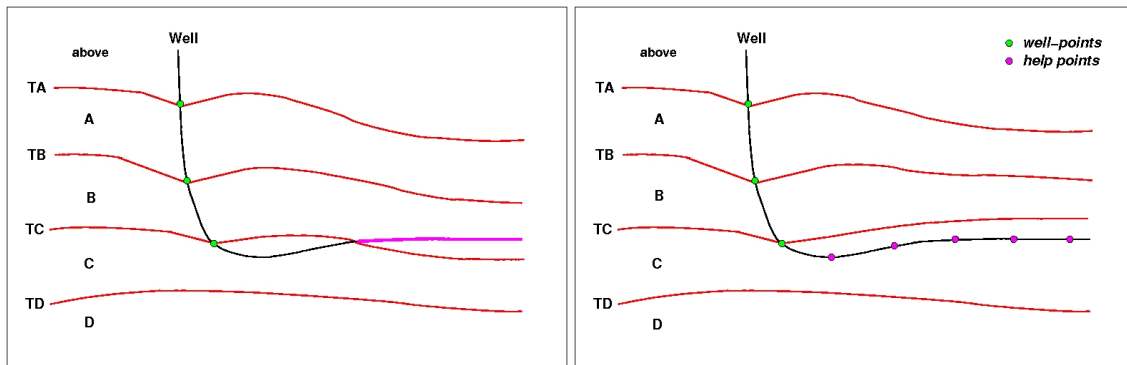 Well
above
TA
A
TB
B
TC
C
TD
D
Well
above
well-points
help points
TA
A
TB
B
TC
C
TD
D